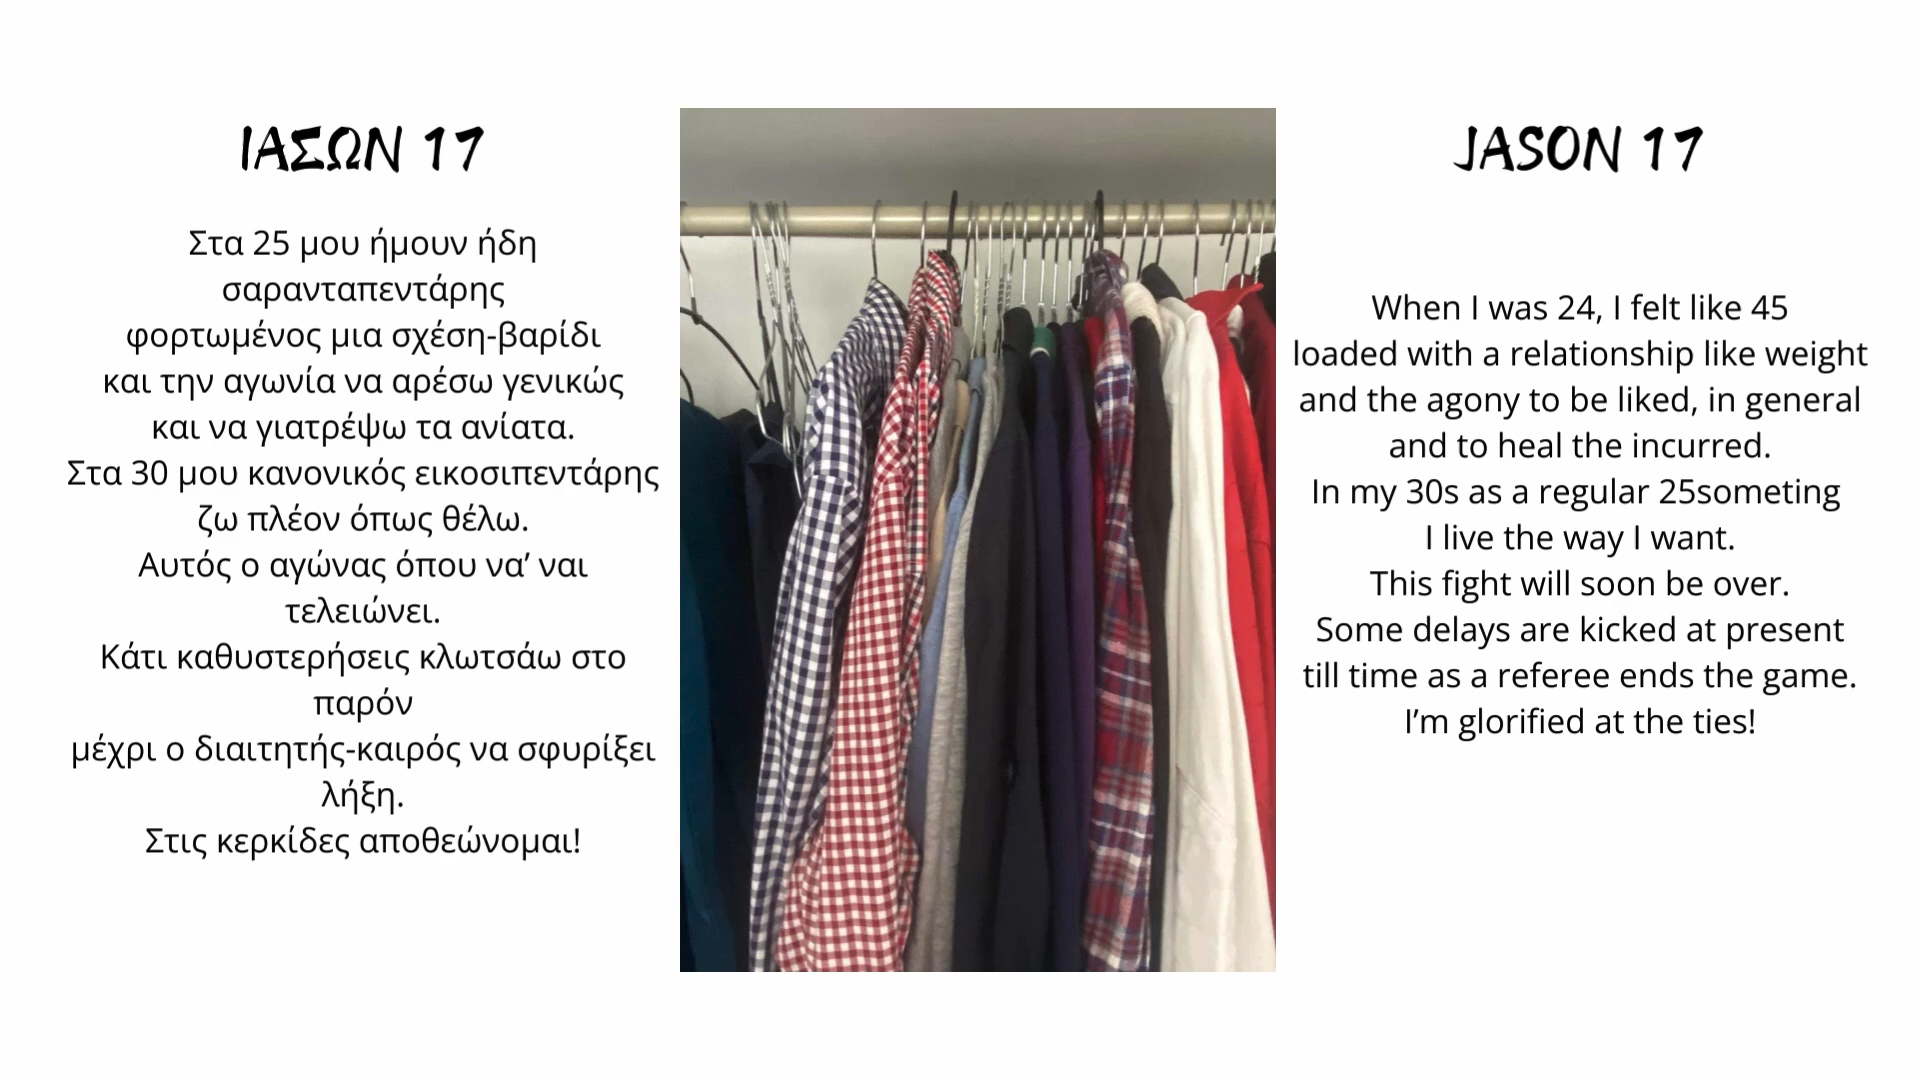 ΙΑΣΩΝ 17
Στα 25 μου ήμουν ήδη
σαρανταπεντάρης
φορτωμένος μια σχέση-βαρίδι
και την αγωνία να αρέσω γενικώς
και να γιατρέψω τα ανίατα.
Στα 30 μου κανονικός εικοσιπεντάρης
ζω πλέον όπως θέλω.
Αυτός ο αγώνας όπου να’ ναι
τελειώνει.
Κάτι καθυστερήσεις κλωτσάω στο
παρόν
μέχρι ο διαιτητής-καιρός να σφυρίξει
λήξη.
Στις κερκίδες αποθεώνομαι!
JASON 17
When I was 24, I felt like 45
loaded with a relationship like weight
and the agony to be liked, in general
and to heal the incurred.
In my 30s as a regular 25someting
I live the way I want.
This fight will soon be over.
Some delays are kicked at present
till time as a referee ends the game.
I’m glorified at the ties!